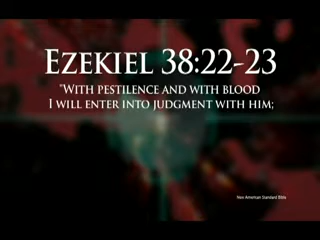 Ezekiel 38:22-23
"With pestilence and with blood
I will enter into judgment with him;
New American Standard Bible